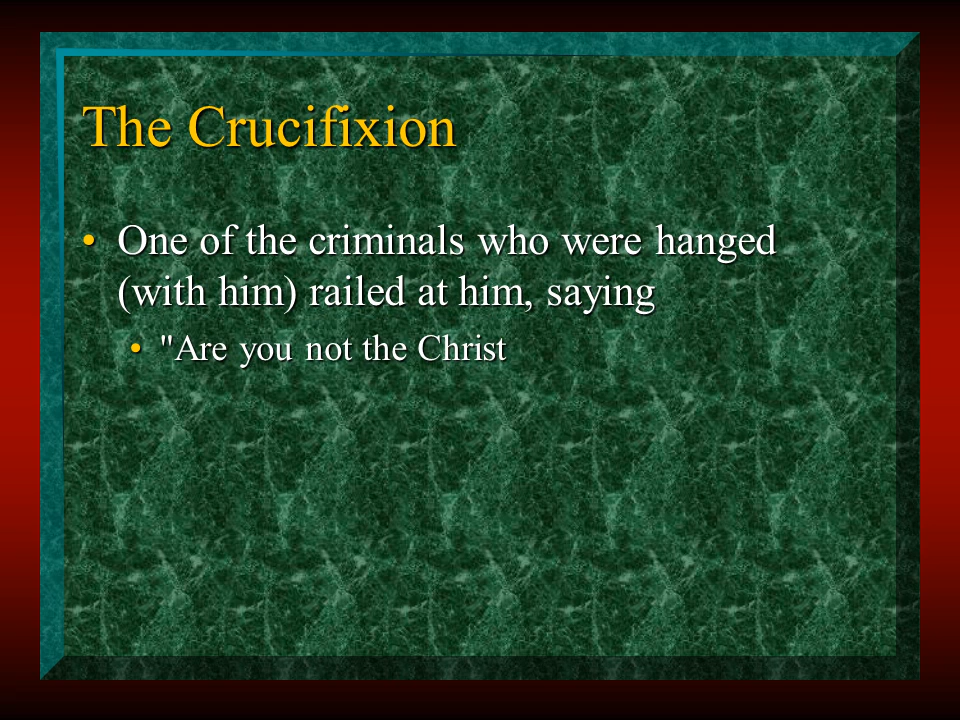 The Crucifixion
• One of the criminals who were hanged
(with him) railed at him, saying
• "Are you not the Christ